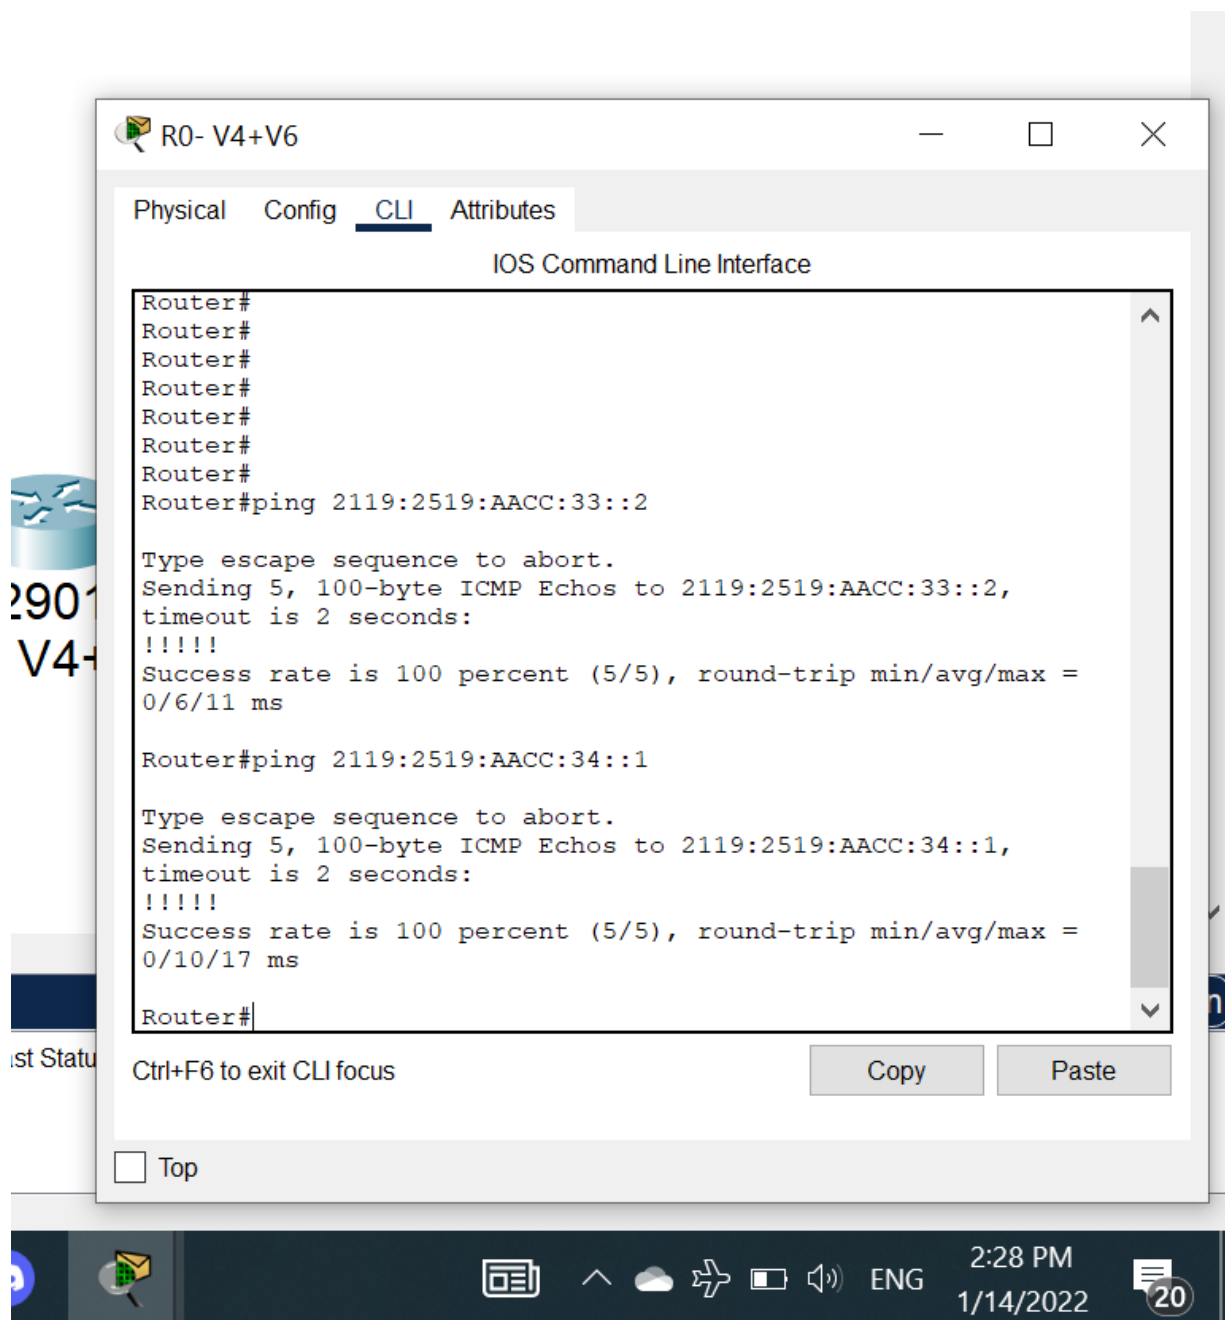 R0- V4+V6
Physical Config CLI Attributes
IOS Command Line Interface
Router#
Router#
Router#
Router#
Router#
Router#
Router#
Router#ping 2119:2519:AACC:33::2
Type escape sequence to abort.
Sending 5, 100-byte ICMP Echos to 2119:2519:AACC:33::2,
timeout is 2 seconds:
!!!!!
Success rate is 100 percent (5/5), round-trip min/avg/max =
0/6/11 ms
Router#ping 2119:2519:AACC:34::1
Type escape sequence to abort.
Sending 5, 100-byte ICMP Echos to 2119:2519:AACC:34::1,
timeout is 2 seconds:
!!!!!
Success rate is 100 percent (5/5), round-trip min/avg/max =
0/10/17 ms
Router#
2901
V4+
Ctrl+F6 to exit CLI focus
Copy Paste
Top
ENG
2:28 PM
1/14/2022
20